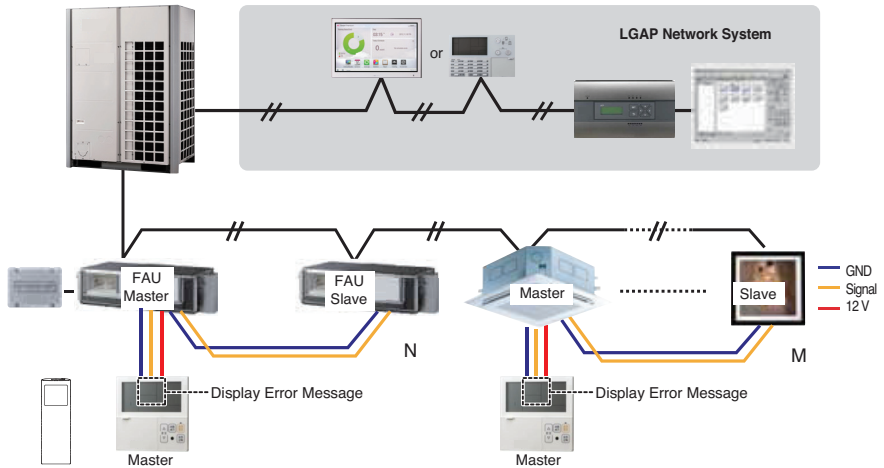 LGAP Network System
or
FAU
Master
FAU
Slave
Master
Slave
GND
Signal
12 V
N
M
Display Error Message
Display Error Message
Master
Master